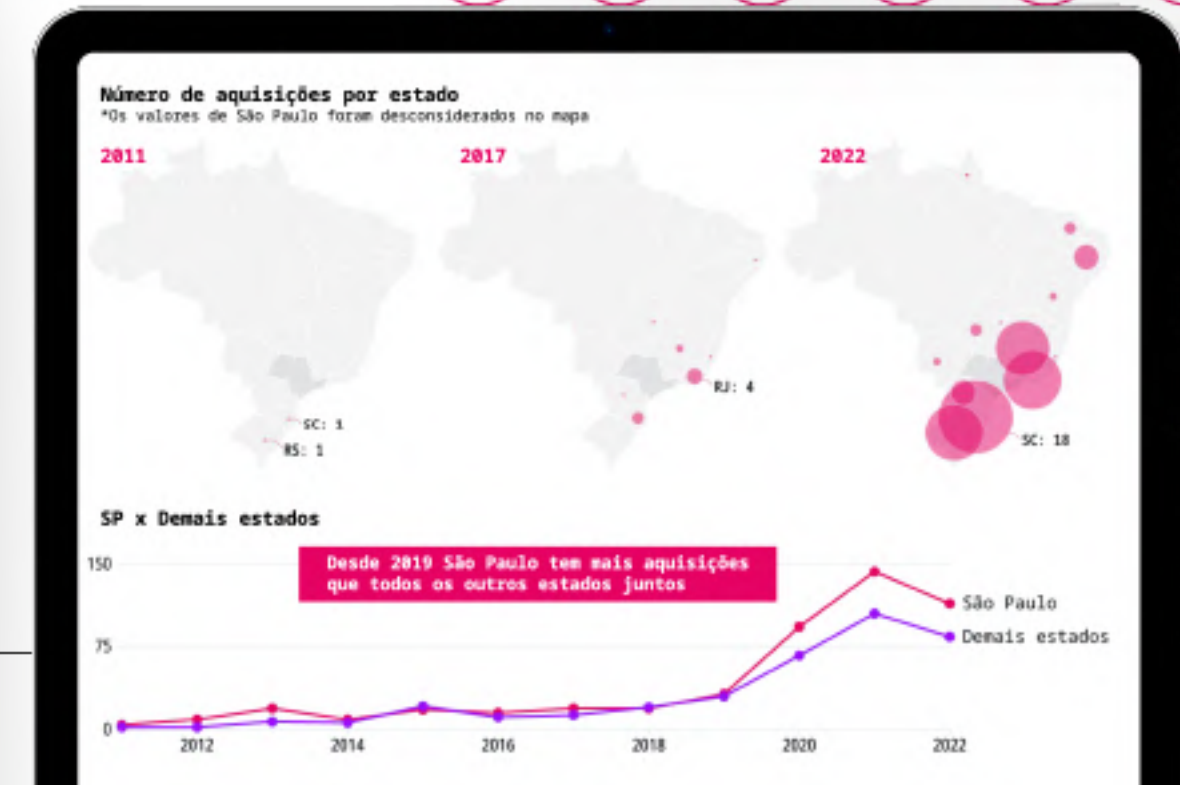 Número de aquisições por estado
*Os valores de São Paulo foram desconsiderados no mapa
2011
2017
2022
RJ: 4
SC: 1
RS: 1
SC: 18
SP x Demais estados
150
Desde 2019 São Paulo tem mais aquisições
que todos os outros estados juntos
São Paulo
Demais estados
75
0
2012
2014
2016
2018
2020
2022